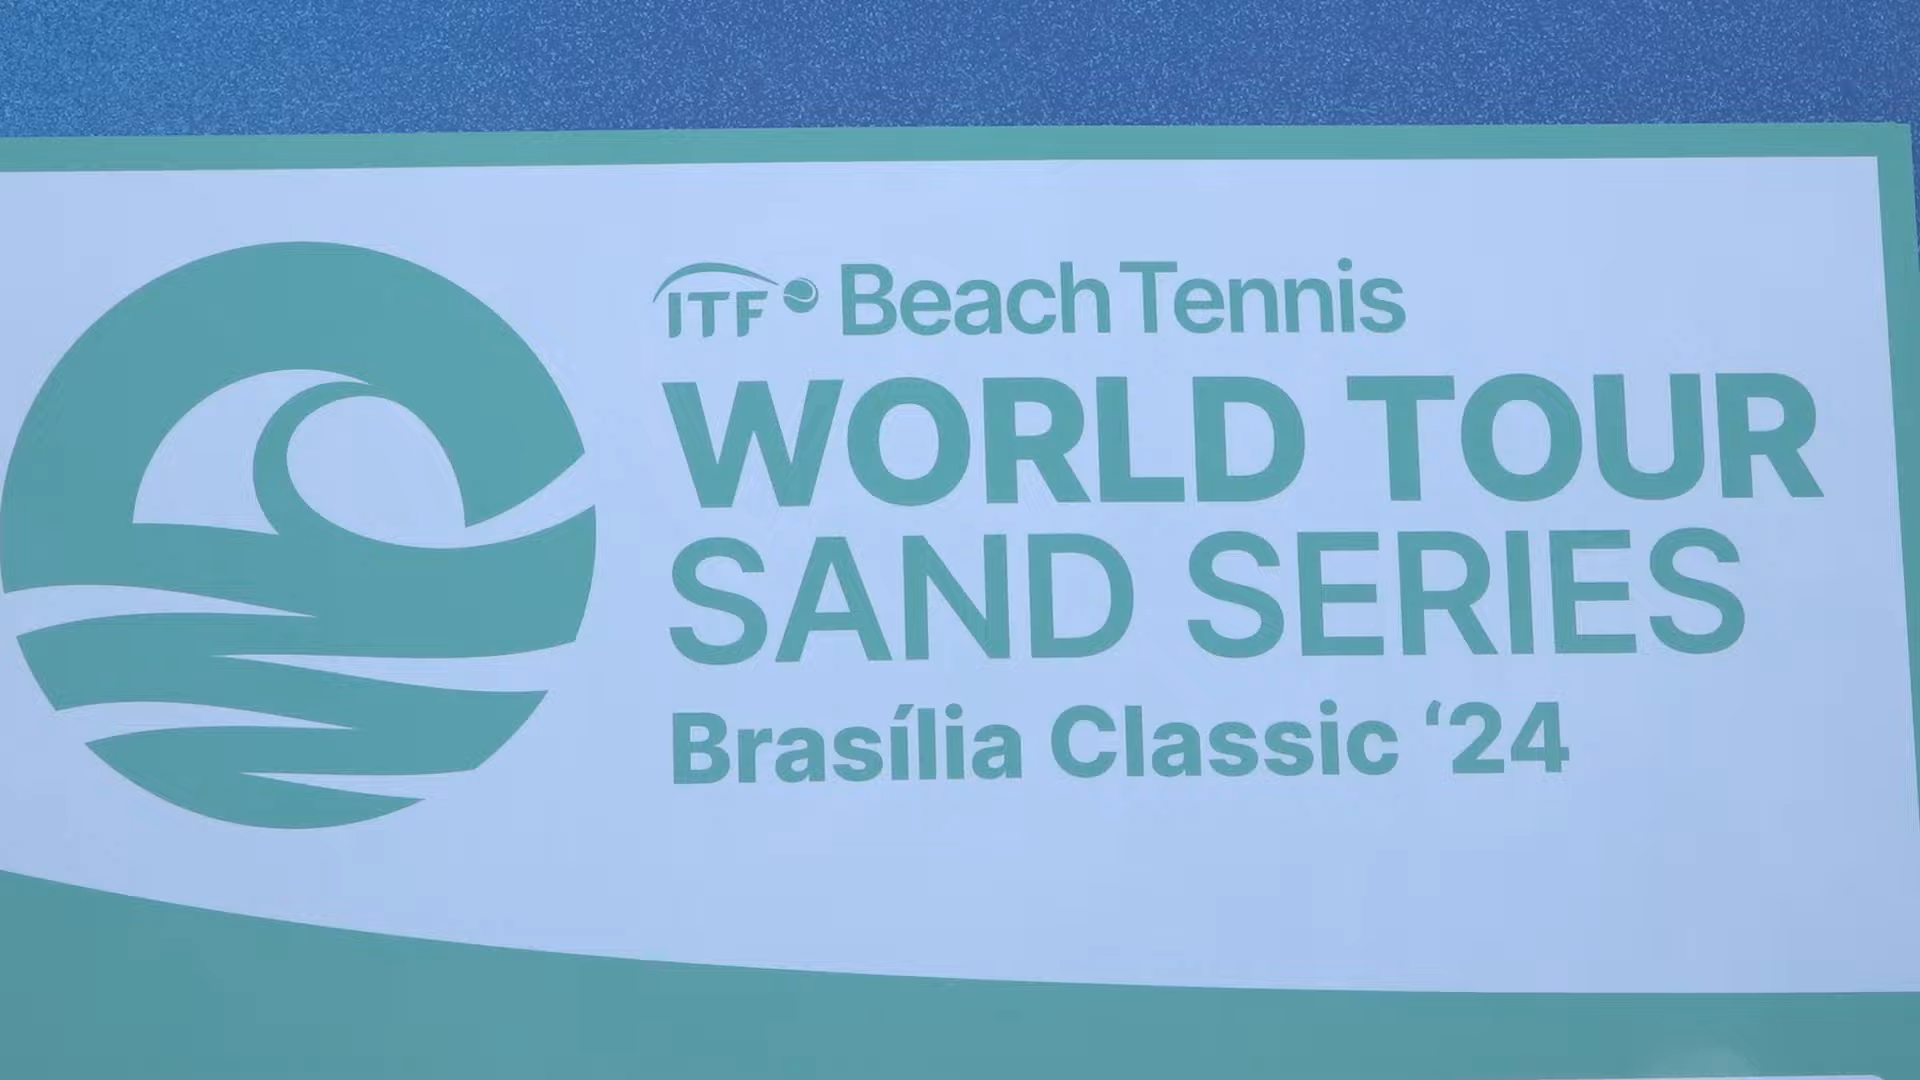 ITF Beach Tennis
WORLD TOUR
SAND SERIES
Brasília Classic ‘24